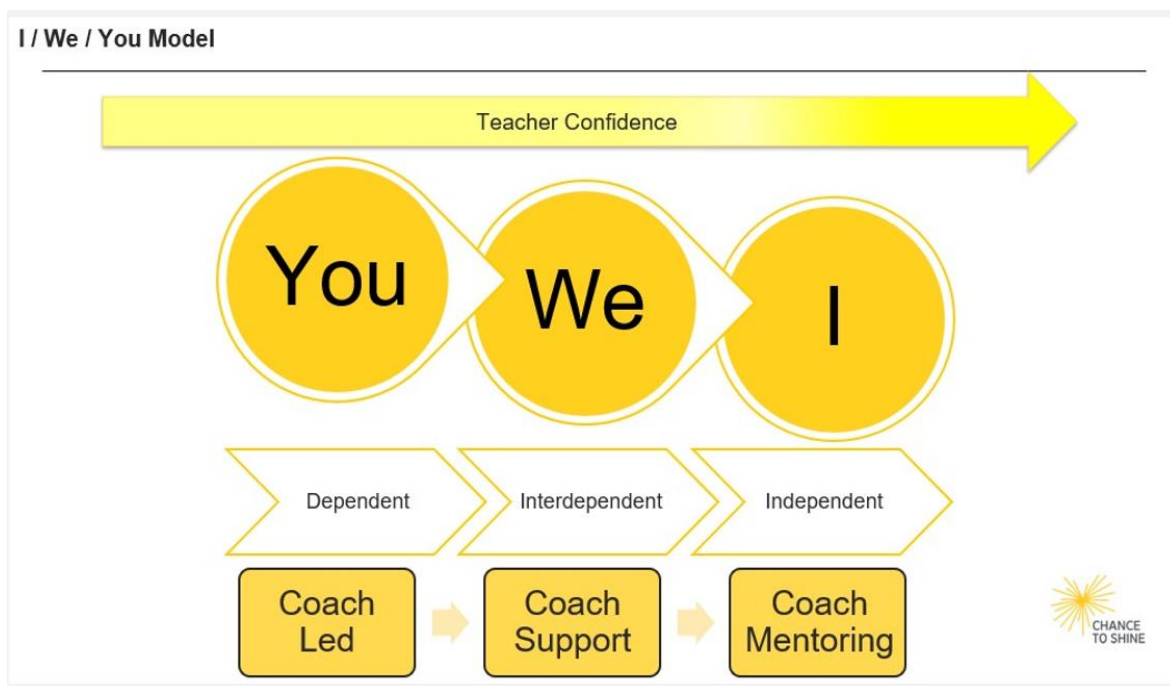 I / We / You Model
Teacher Confidence
You
We
I
Dependent
Interdependent
Independent
Coach
Led
Coach
Support
Coach
Mentoring
CHANCE
TO SHINE